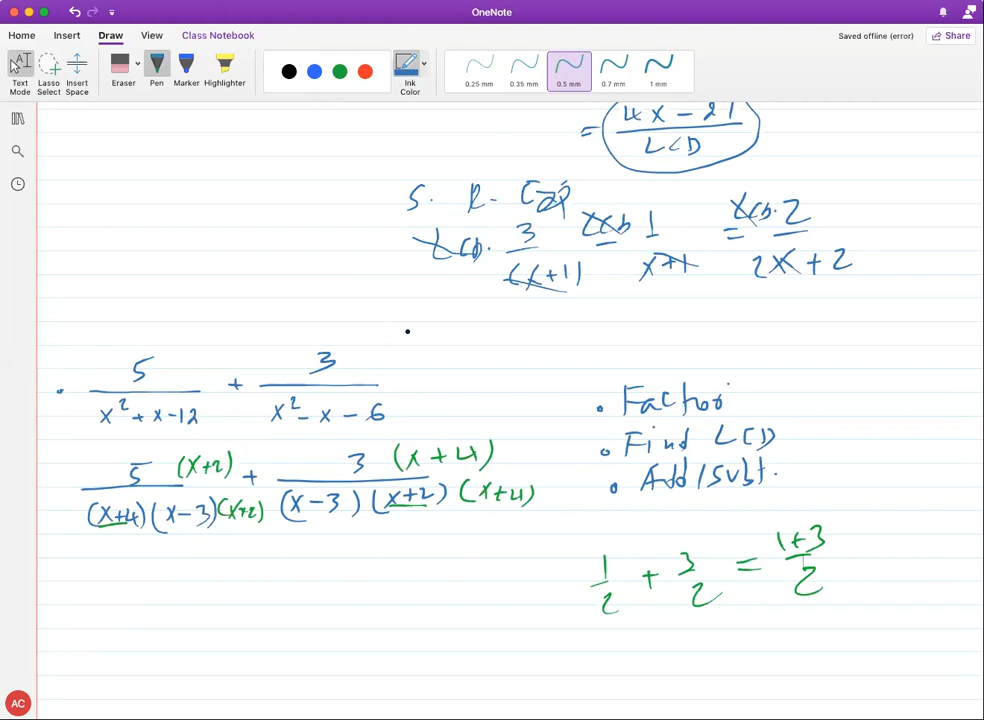 OneNote
Home Insert Draw View Class Notebook
Saved offline (error) Share
Text Mode
Lasso Select
Insert Space
Eraser
Pen
Marker
Highlighter
Ink Color
0.25 mm 0.35 mm 0.5 mm 0.7 mm 1 mm
= (4x - 21)/LCD
S. R. Eq
LCD · 3/(x+1) LCD 1/(x+1) = LCD · 2/(2x + 2)
· 5/(x² + x - 12) + 3/(x² - x - 6)
· Factor
· Find LCD
· Add/Subt.
5 (x+2)/((x+4)(x-3)(x+2)) + 3 (x+4)/((x-3)(x+2)(x+4))
1/2 + 3/2 = (1+3)/2
AC